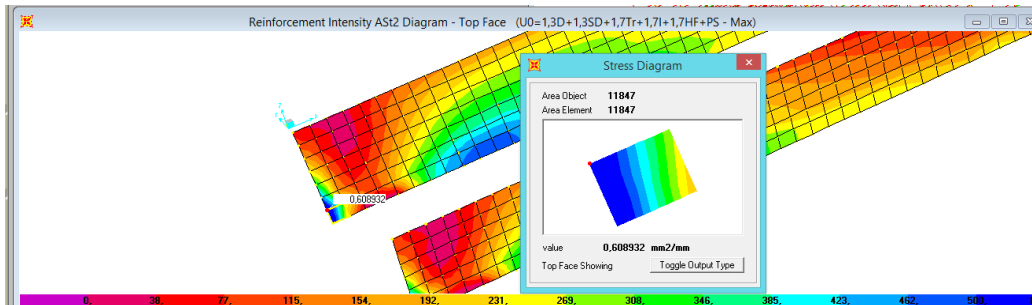 Reinforcement Intensity ASt2 Diagram - Top Face (U0=1,3D+1,3SD+1,7Tr+1,7I+1,7HF+PS - Max)
Stress Diagram
Area Object 11847
Area Element 11847
0,608932
value 0,608932 mm2/mm
Top Face Showing Toggle Output Type
0, 38, 77, 115, 154, 192, 231, 269, 308, 346, 385, 423, 462, 500,